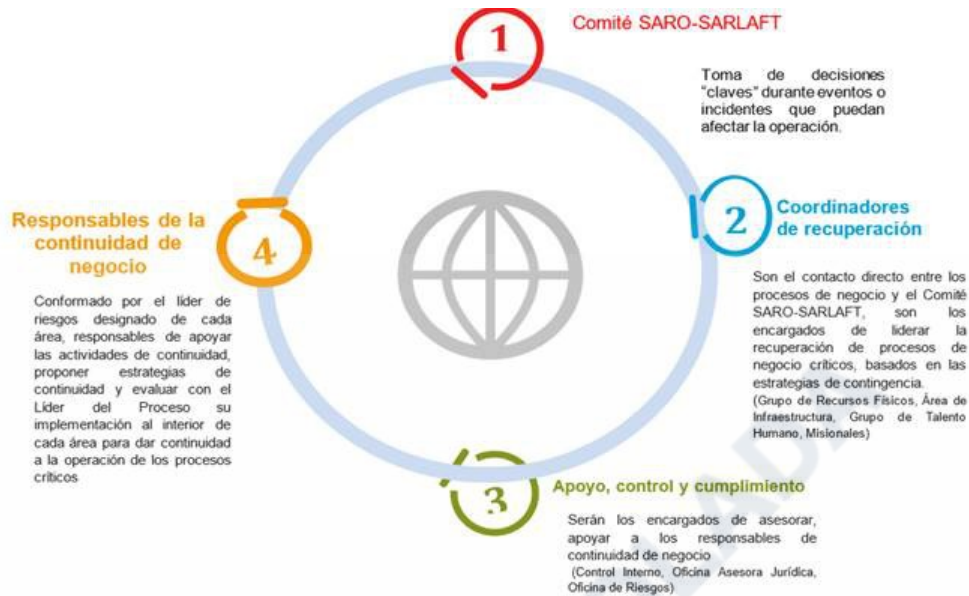 1
Comité SARO-SARLAFT
Toma de decisiones
"claves" durante eventos o
incidentes que puedan
afectar la operación.
2
Coordinadores
de recuperación
Son el contacto directo entre los
procesos de negocio y el Comité
SARO-SARLAFT, son los
encargados de liderar la
recuperación de procesos de
negocio críticos, basados en las
estrategias de contingencia.
(Grupo de Recursos Físicos, Área de
Infraestructura, Grupo de Talento
Humano, Misionales)
3
Apoyo, control y cumplimiento
Serán los encargados de asesorar,
apoyar a los responsables de
continuidad de negocio
(Control Interno, Oficina Asesora Jurídica,
Oficina de Riesgos)
4
Responsables de la
continuidad de
negocio
Conformado por el líder de
riesgos designado de cada
área, responsables de apoyar
las actividades de continuidad,
proponer estrategias de
continuidad y evaluar con el
Líder del Proceso su
implementación al interior de
cada área para dar continuidad
a la operación de los procesos
críticos